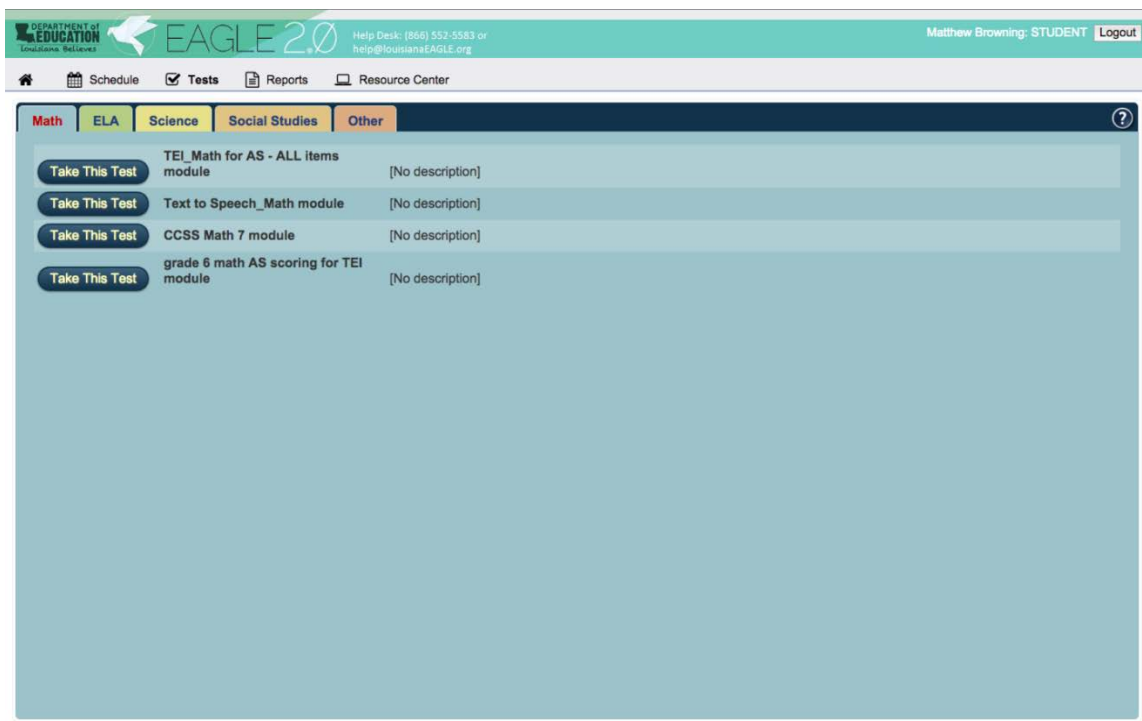 DEPARTMENT of
EDUCATION
Louisiana Believes
EAGLE 2.0
Help Desk: (866) 552-5583 or
help@louisianaEAGLE.org
Matthew Browning: STUDENT Logout
Schedule Tests Reports Resource Center
Math ELA Science Social Studies Other ?
TEI_Math for AS - ALL items
Take This Test module [No description]
Take This Test Text to Speech_Math module [No description]
Take This Test CCSS Math 7 module [No description]
grade 6 math AS scoring for TEI
Take This Test module [No description]